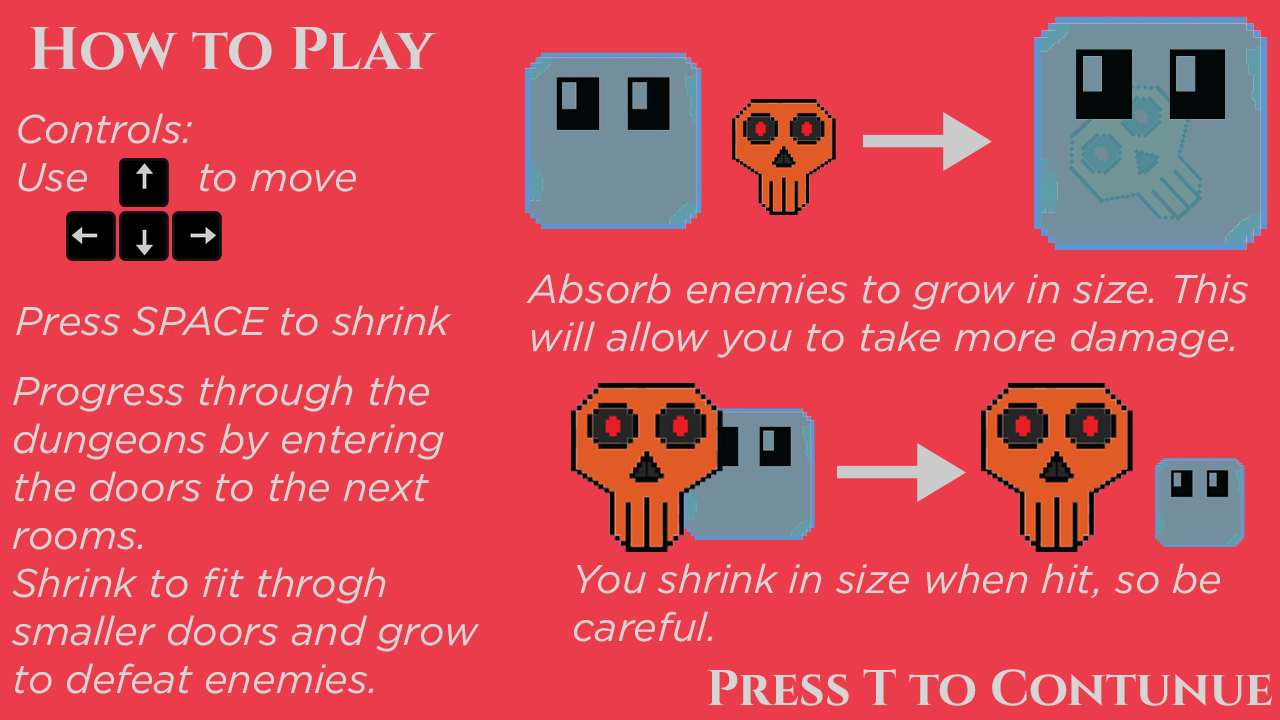 How to Play
Controls:
Use ↑ to move
← ↓ →
Press SPACE to shrink
Progress through the
dungeons by entering
the doors to the next
rooms.
Shrink to fit throgh
smaller doors and grow
to defeat enemies.
Absorb enemies to grow in size. This
will allow you to take more damage.
You shrink in size when hit, so be
careful.
Press T to Contunue